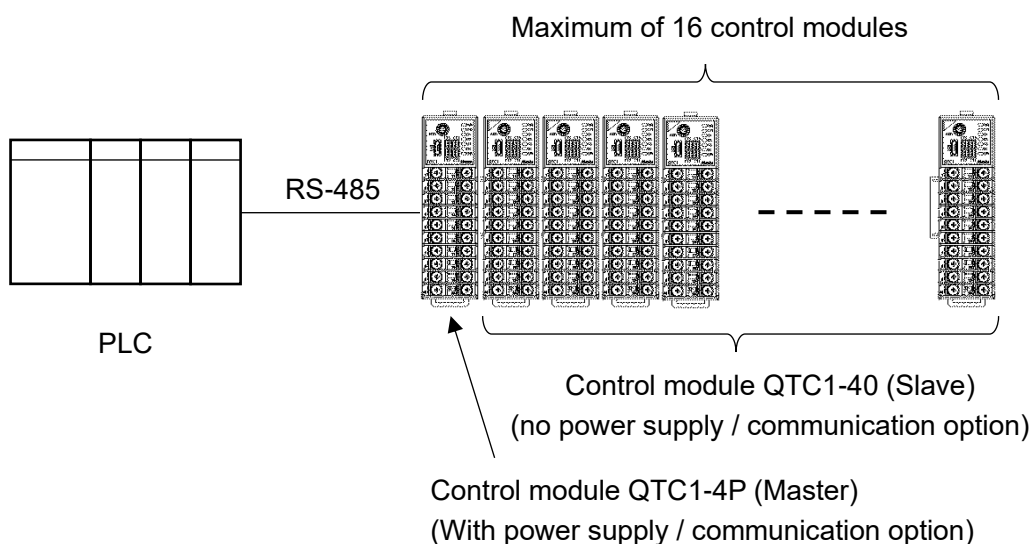 Maximum of 16 control modules
RS-485
PLC
Control module QTC1-40 (Slave)
(no power supply / communication option)
Control module QTC1-4P (Master)
(With power supply / communication option)